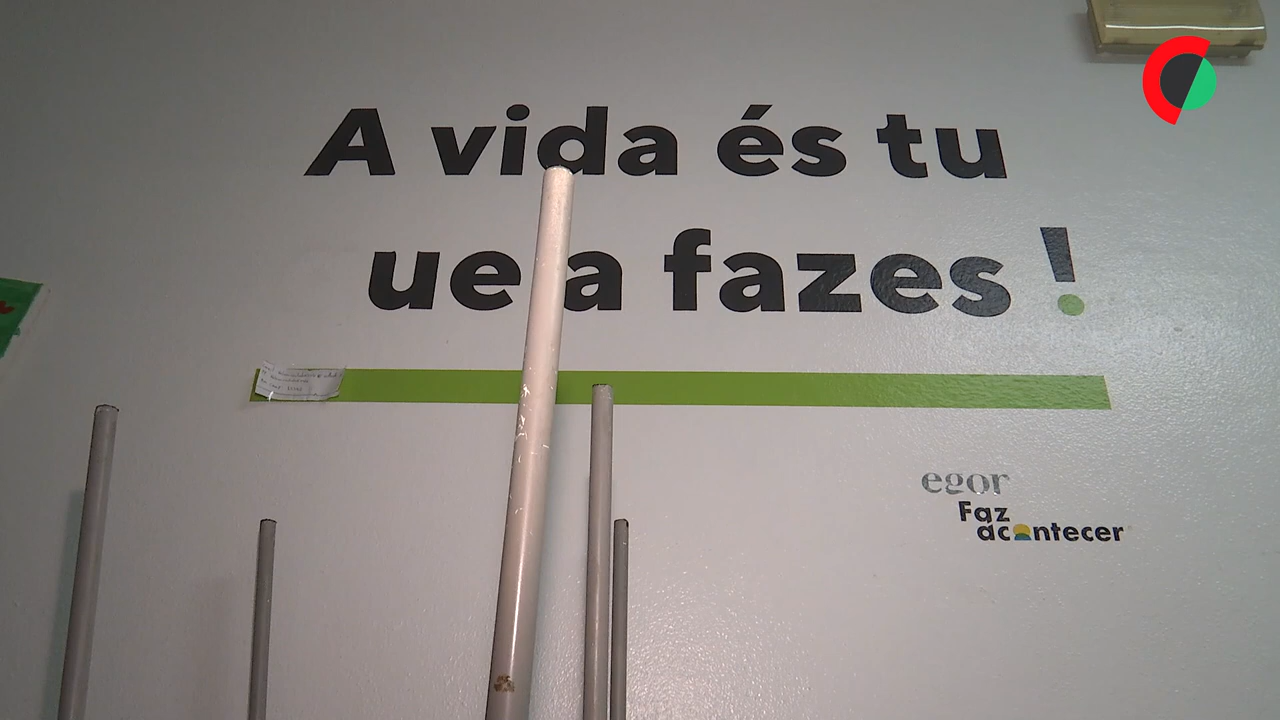 A vida és tu
ue a fazes !
egor
Faz
acontecer